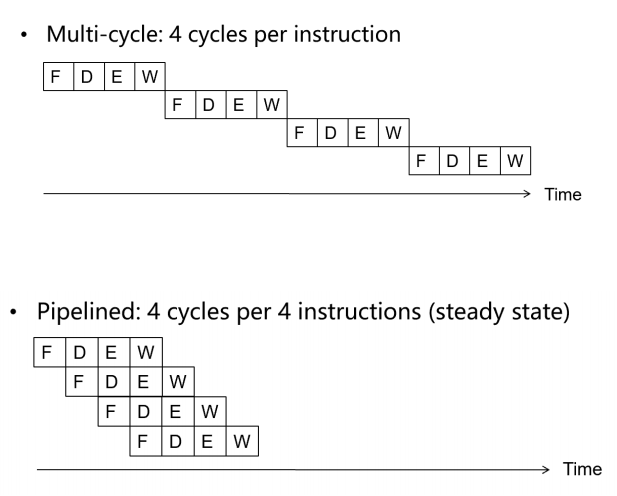 • Multi-cycle: 4 cycles per instruction
F D E W
F D E W
F D E W
F D E W
Time
• Pipelined: 4 cycles per 4 instructions (steady state)
F D E W
F D E W
F D E W
F D E W
Time